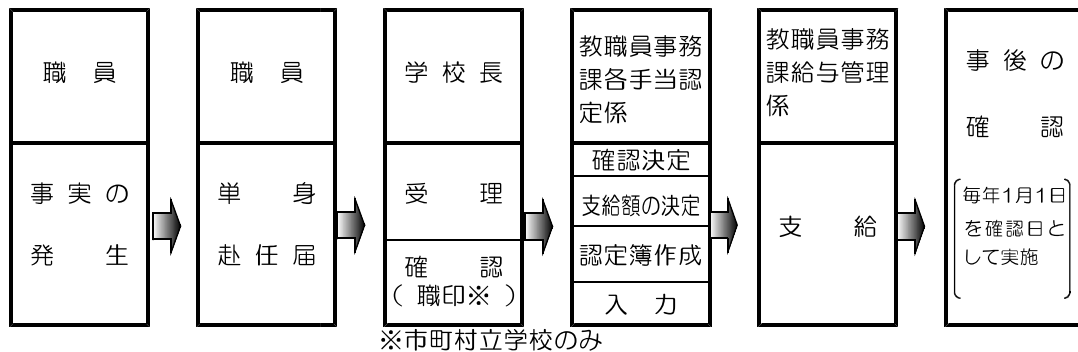 職員
事実の
発生
職員
単身
赴任届
学校長
受理
確認
(職印※)
教職員事務
課各手当認
定係
確認決定
支給額の決定
認定簿作成
入力
教職員事務
課給与管理
係
支給
事後の
確認
毎年1月1日
を確認日と
して実施
※市町村立学校のみ